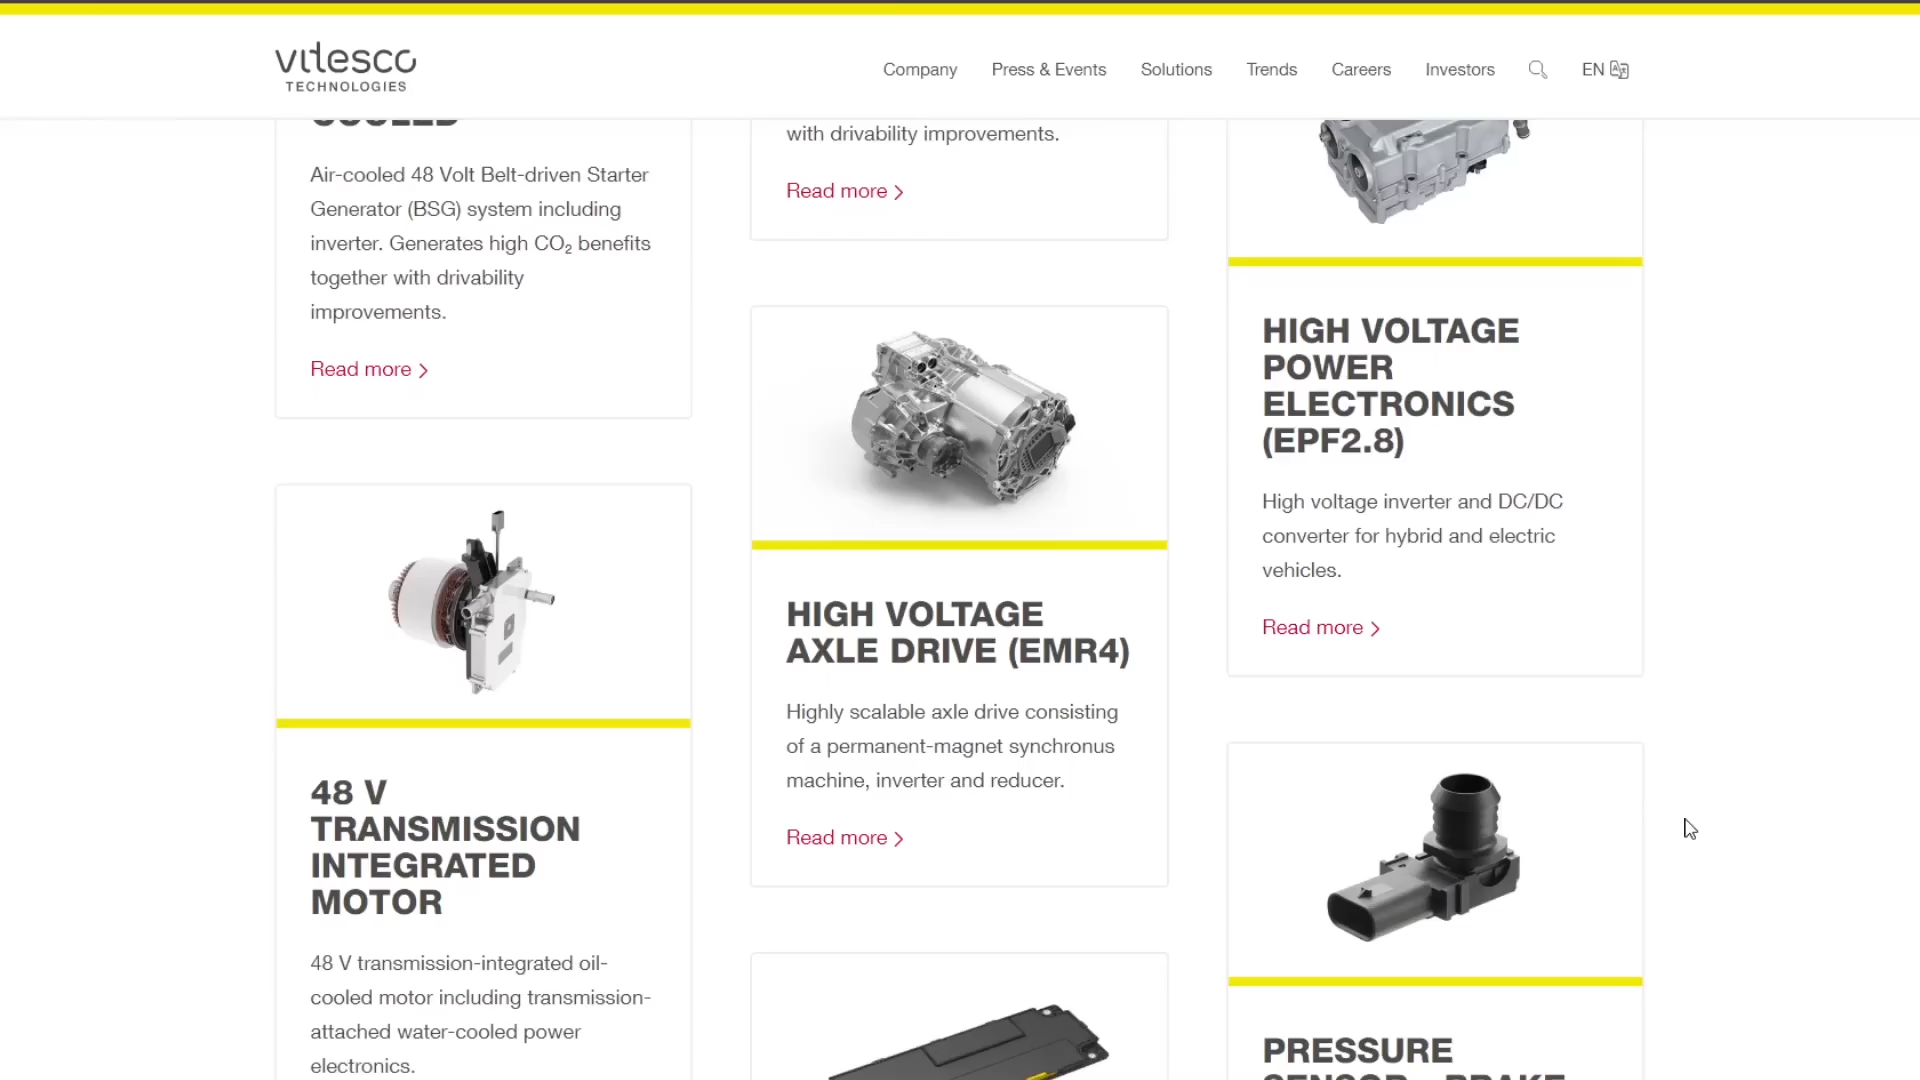 vitesco
TECHNOLOGIES
Company
Press & Events
Solutions
Trends
Careers
Investors
EN
Air-cooled 48 Volt Belt-driven Starter
Generator (BSG) system including
inverter. Generates high CO₂ benefits
together with drivability
improvements.
Read more
48 V
TRANSMISSION
INTEGRATED
MOTOR
48 V transmission-integrated oil-
cooled motor including transmission-
attached water-cooled power
electronics.
with drivability improvements.
Read more
HIGH VOLTAGE
AXLE DRIVE (EMR4)
Highly scalable axle drive consisting
of a permanent-magnet synchronus
machine, inverter and reducer.
Read more
HIGH VOLTAGE
POWER
ELECTRONICS
(EPF2.8)
High voltage inverter and DC/DC
converter for hybrid and electric
vehicles.
Read more
PRESSURE